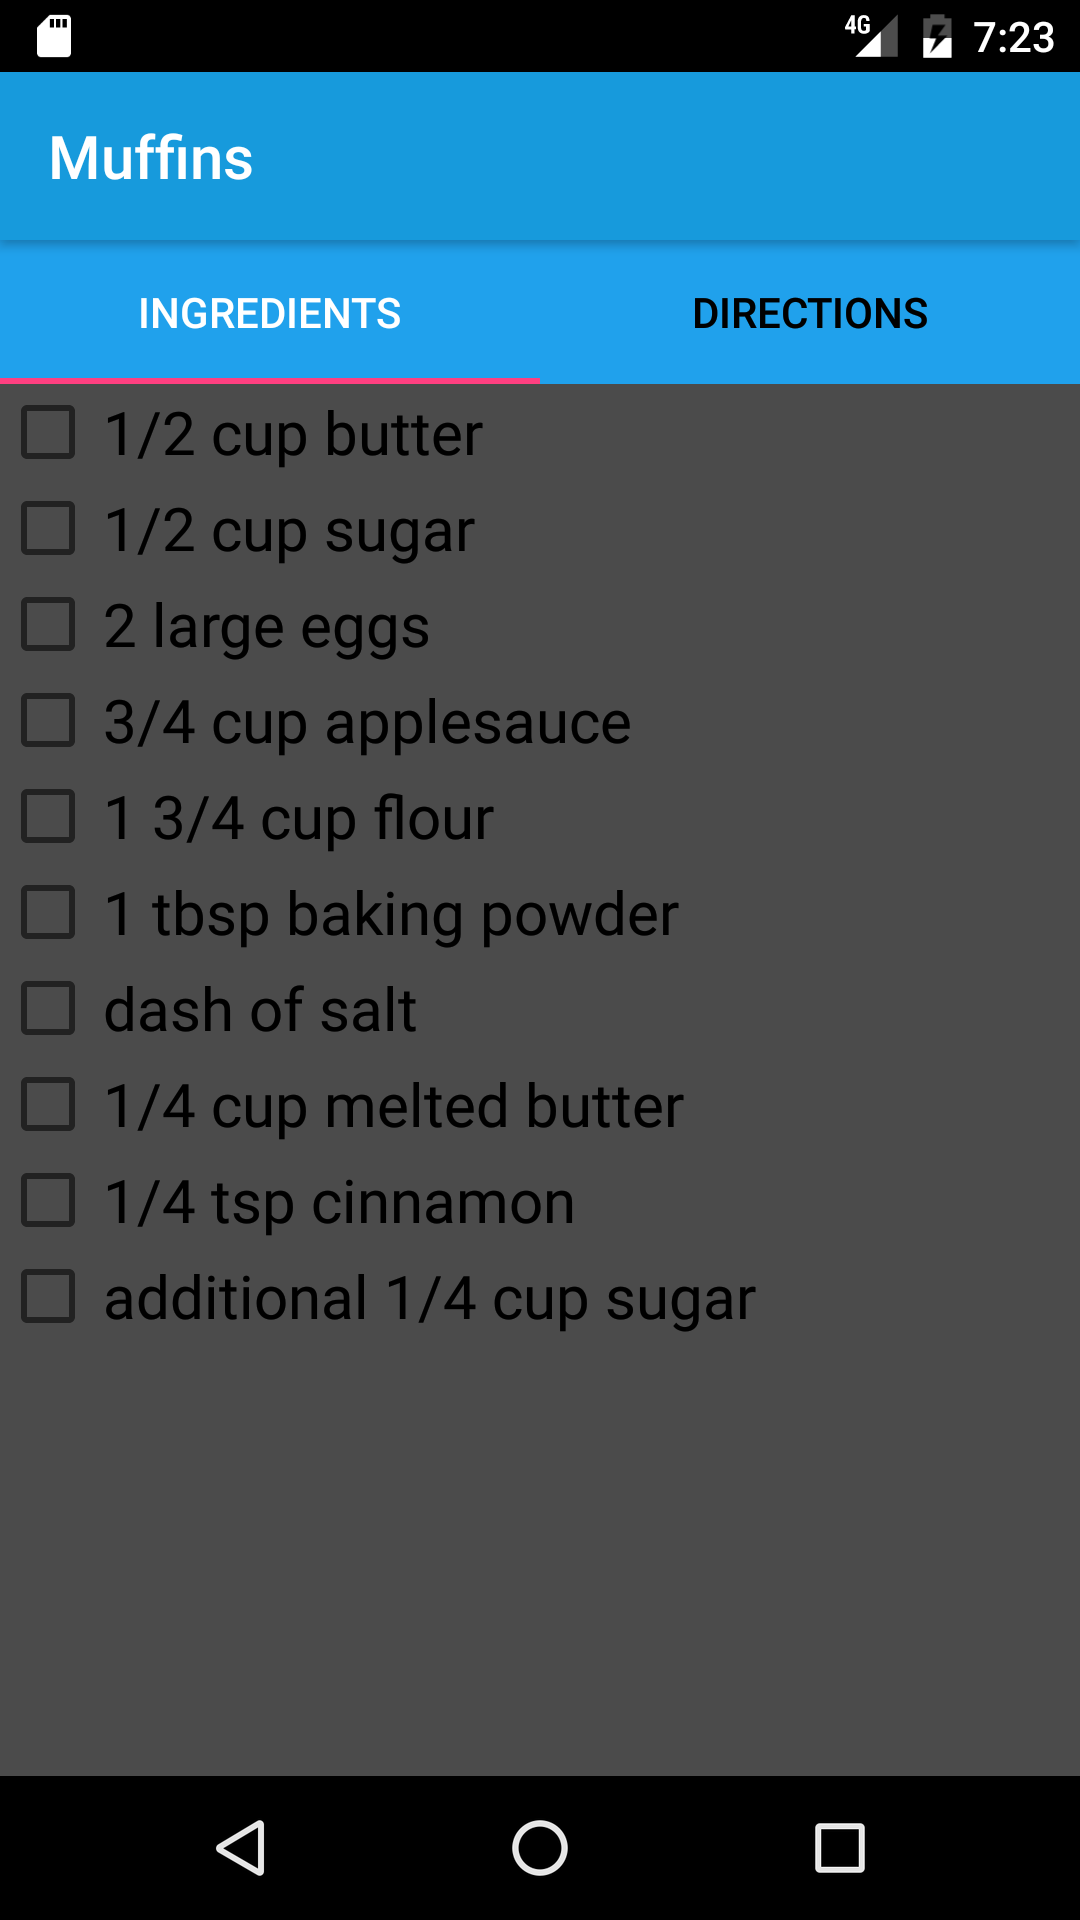 4G 7:23
Muffins
INGREDIENTS DIRECTIONS
1/2 cup butter
1/2 cup sugar
2 large eggs
3/4 cup applesauce
1 3/4 cup flour
1 tbsp baking powder
dash of salt
1/4 cup melted butter
1/4 tsp cinnamon
additional 1/4 cup sugar